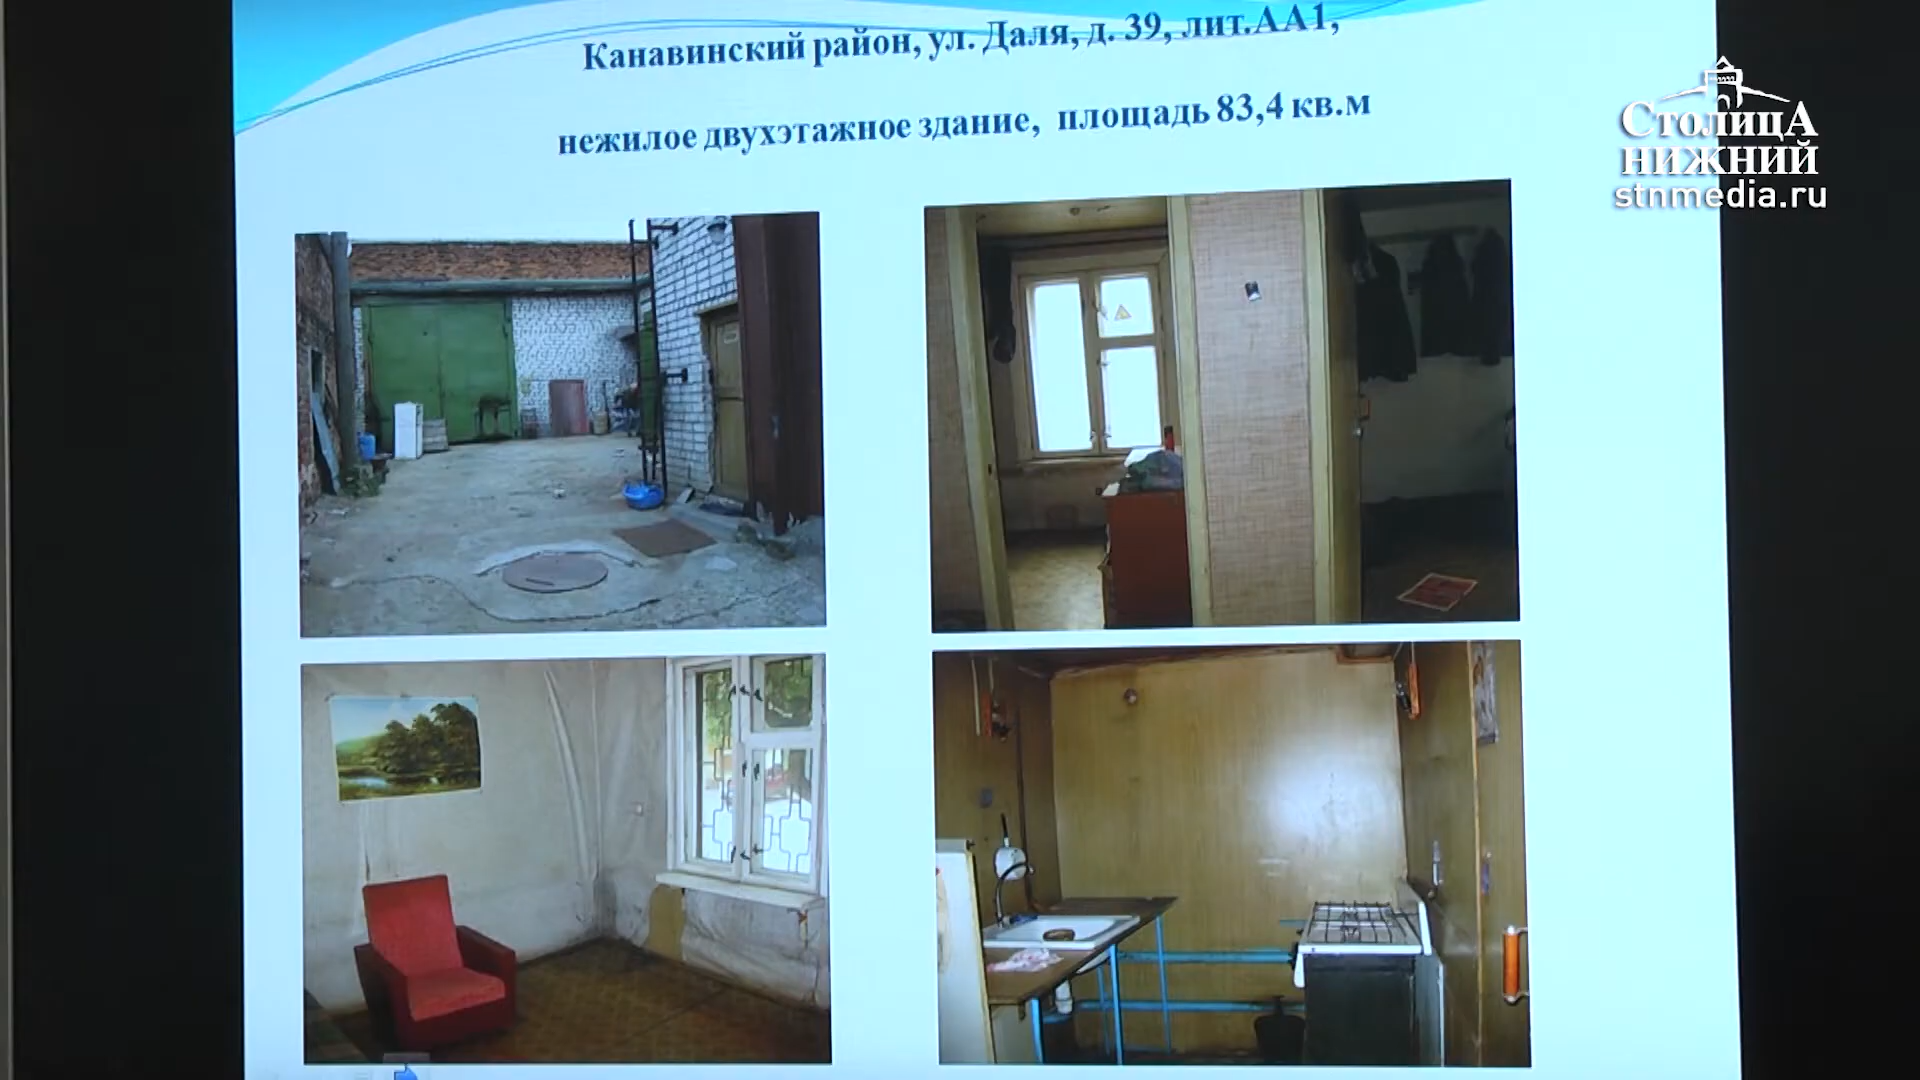 Канавинский район, ул. Даля, д. 39, лит.АА1,
нежилое двухэтажное здание, площадь 83,4 кв.м
СТОЛИЦА
НИЖНИЙ
stnmedia.ru